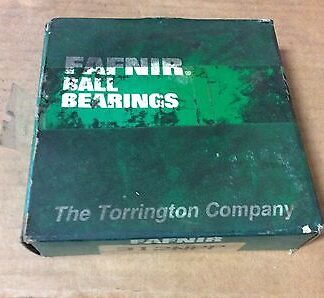 FAFNIR®
BALL
BEARINGS
The Torrington Company
FAFNIR